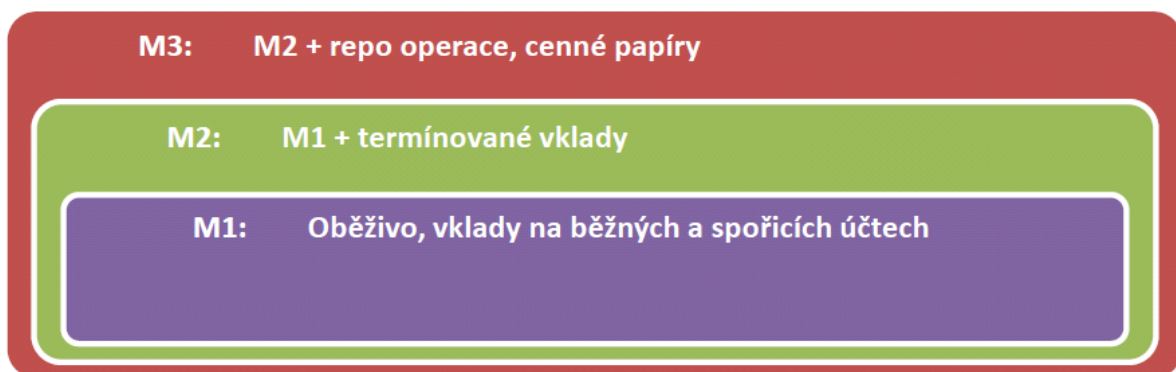 M3: M2 + repo operace, cenné papíry
M2: M1 + termínované vklady
M1: Oběživo, vklady na běžných a spořicích účtech